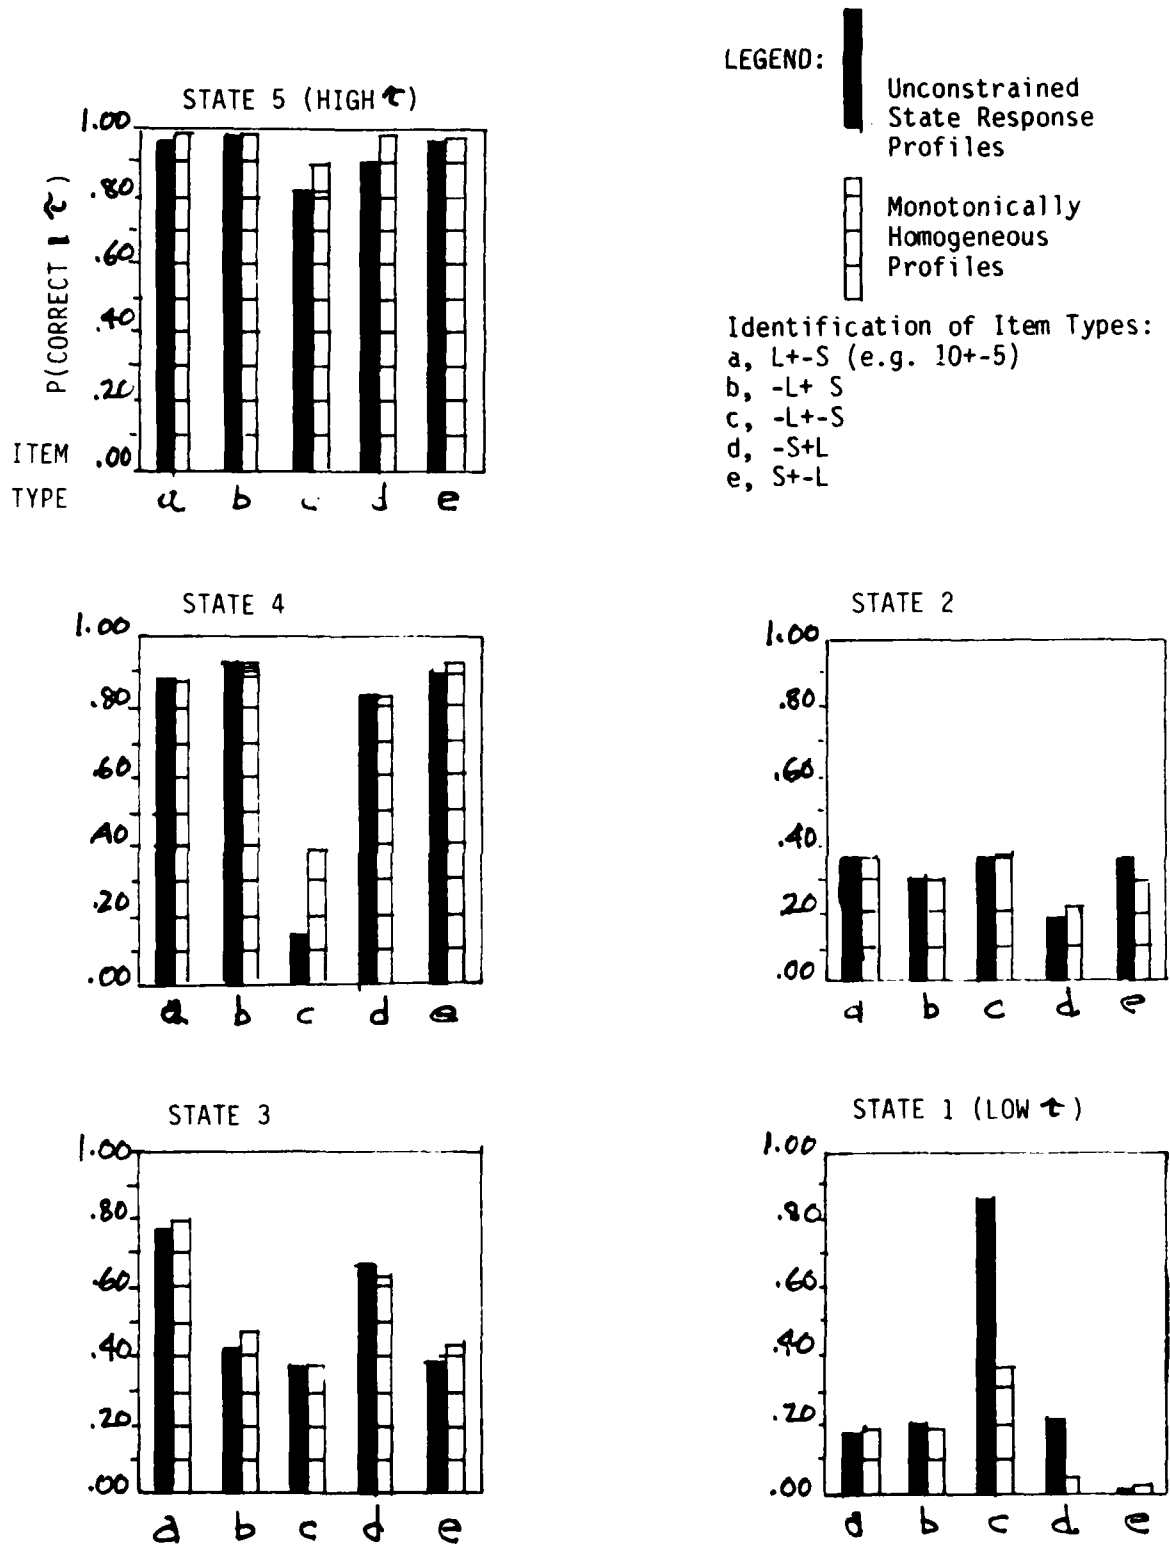 LEGEND:
Unconstrained
State Response
Profiles
Monotonically
Homogeneous
Profiles
Identification of Item Types:
a, L+-S (e.g. 10+-5)
b, -L+ S
c, -L+-S
d, -S+L
e, S+-L
STATE 5 (HIGH τ)
P(CORRECT | τ)
1.00
.80
.60
.40
.20
.00
ITEM
TYPE
a b c d e
STATE 4
1.00
.80
.60
.40
.20
.00
a b c d e
STATE 2
1.00
.80
.60
.40
.20
.00
a b c d e
STATE 3
1.00
.80
.60
.40
.20
.00
a b c d e
STATE 1 (LOW τ)
1.00
.80
.60
.40
.20
.00
a b c d e